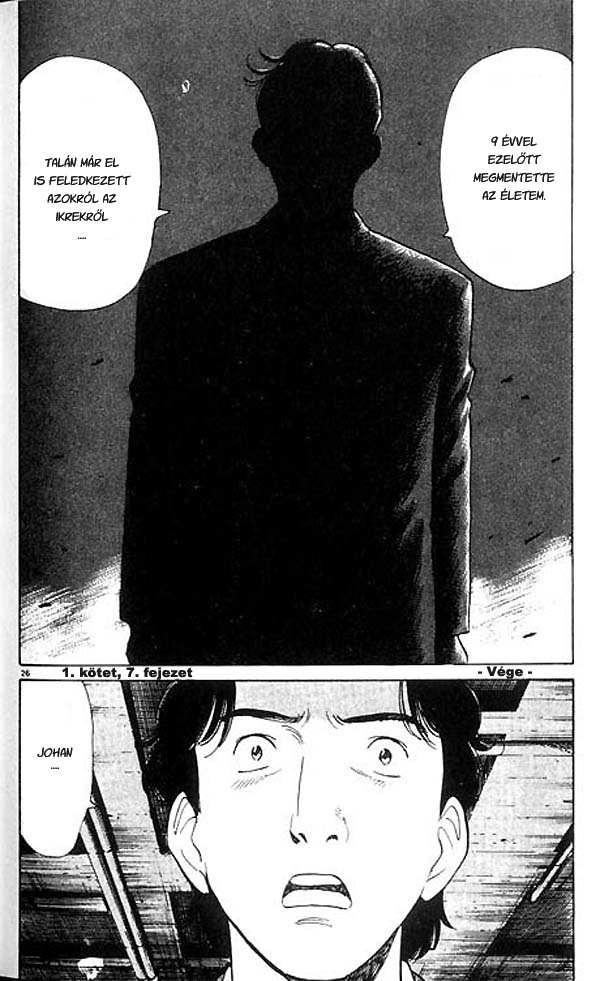 9 ÉVVEL
EZELŐTT
MEGMENTETTE
AZ ÉLETEM.
TALÁN MÁR EL
IS FELEDKEZETT
AZOKRÓL AZ
IKREKRŐL
....
26
1. kötet, 7. fejezet
- Vége -
JOHAN
....